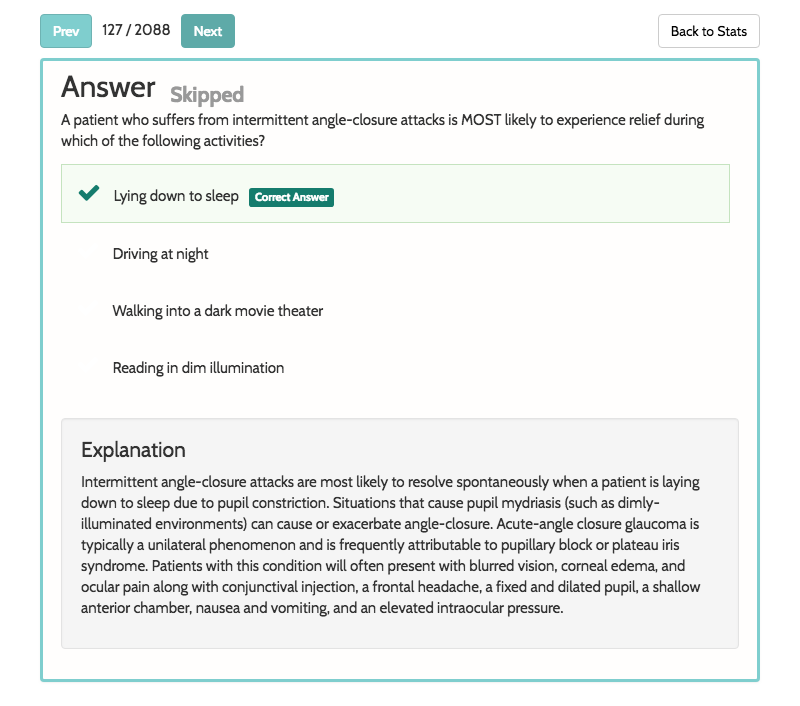 Prev 127 / 2088 Next Back to Stats
Answer Skipped
A patient who suffers from intermittent angle-closure attacks is MOST likely to experience relief during
which of the following activities?
Lying down to sleep Correct Answer
Driving at night
Walking into a dark movie theater
Reading in dim illumination
Explanation
Intermittent angle-closure attacks are most likely to resolve spontaneously when a patient is laying
down to sleep due to pupil constriction. Situations that cause pupil mydriasis (such as dimly-
illuminated environments) can cause or exacerbate angle-closure. Acute-angle closure glaucoma is
typically a unilateral phenomenon and is frequently attributable to pupillary block or plateau iris
syndrome. Patients with this condition will often present with blurred vision, corneal edema, and
ocular pain along with conjunctival injection, a frontal headache, a fixed and dilated pupil, a shallow
anterior chamber, nausea and vomiting, and an elevated intraocular pressure.